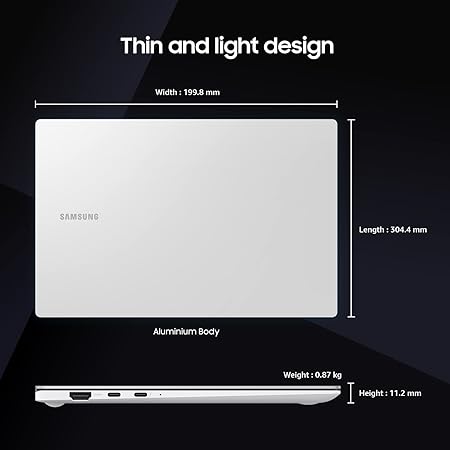 Thin and light design
Width : 199.8 mm
SAMSUNG
Length : 304.4 mm
Aluminium Body
Weight : 0.87 kg
Height : 11.2 mm